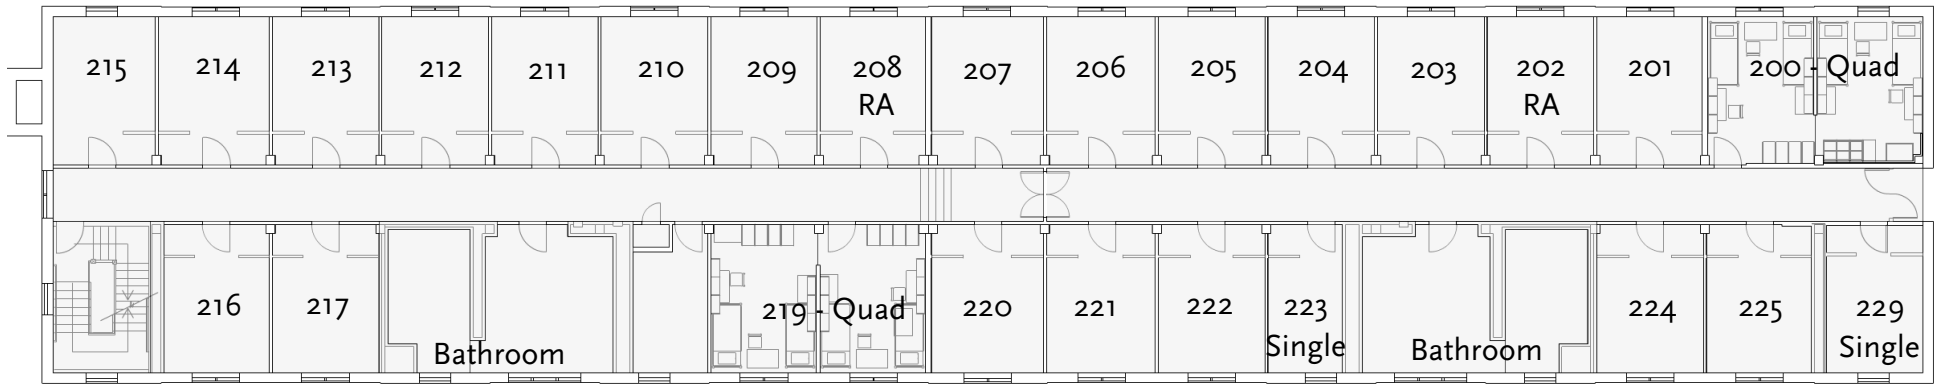 215 214 213 212 211 210 209 208 207 206 205 204 203 202 201 200 - Quad
RA RA
216 217 219 - Quad 220 221 222 223 224 225 229
Bathroom Single Bathroom Single